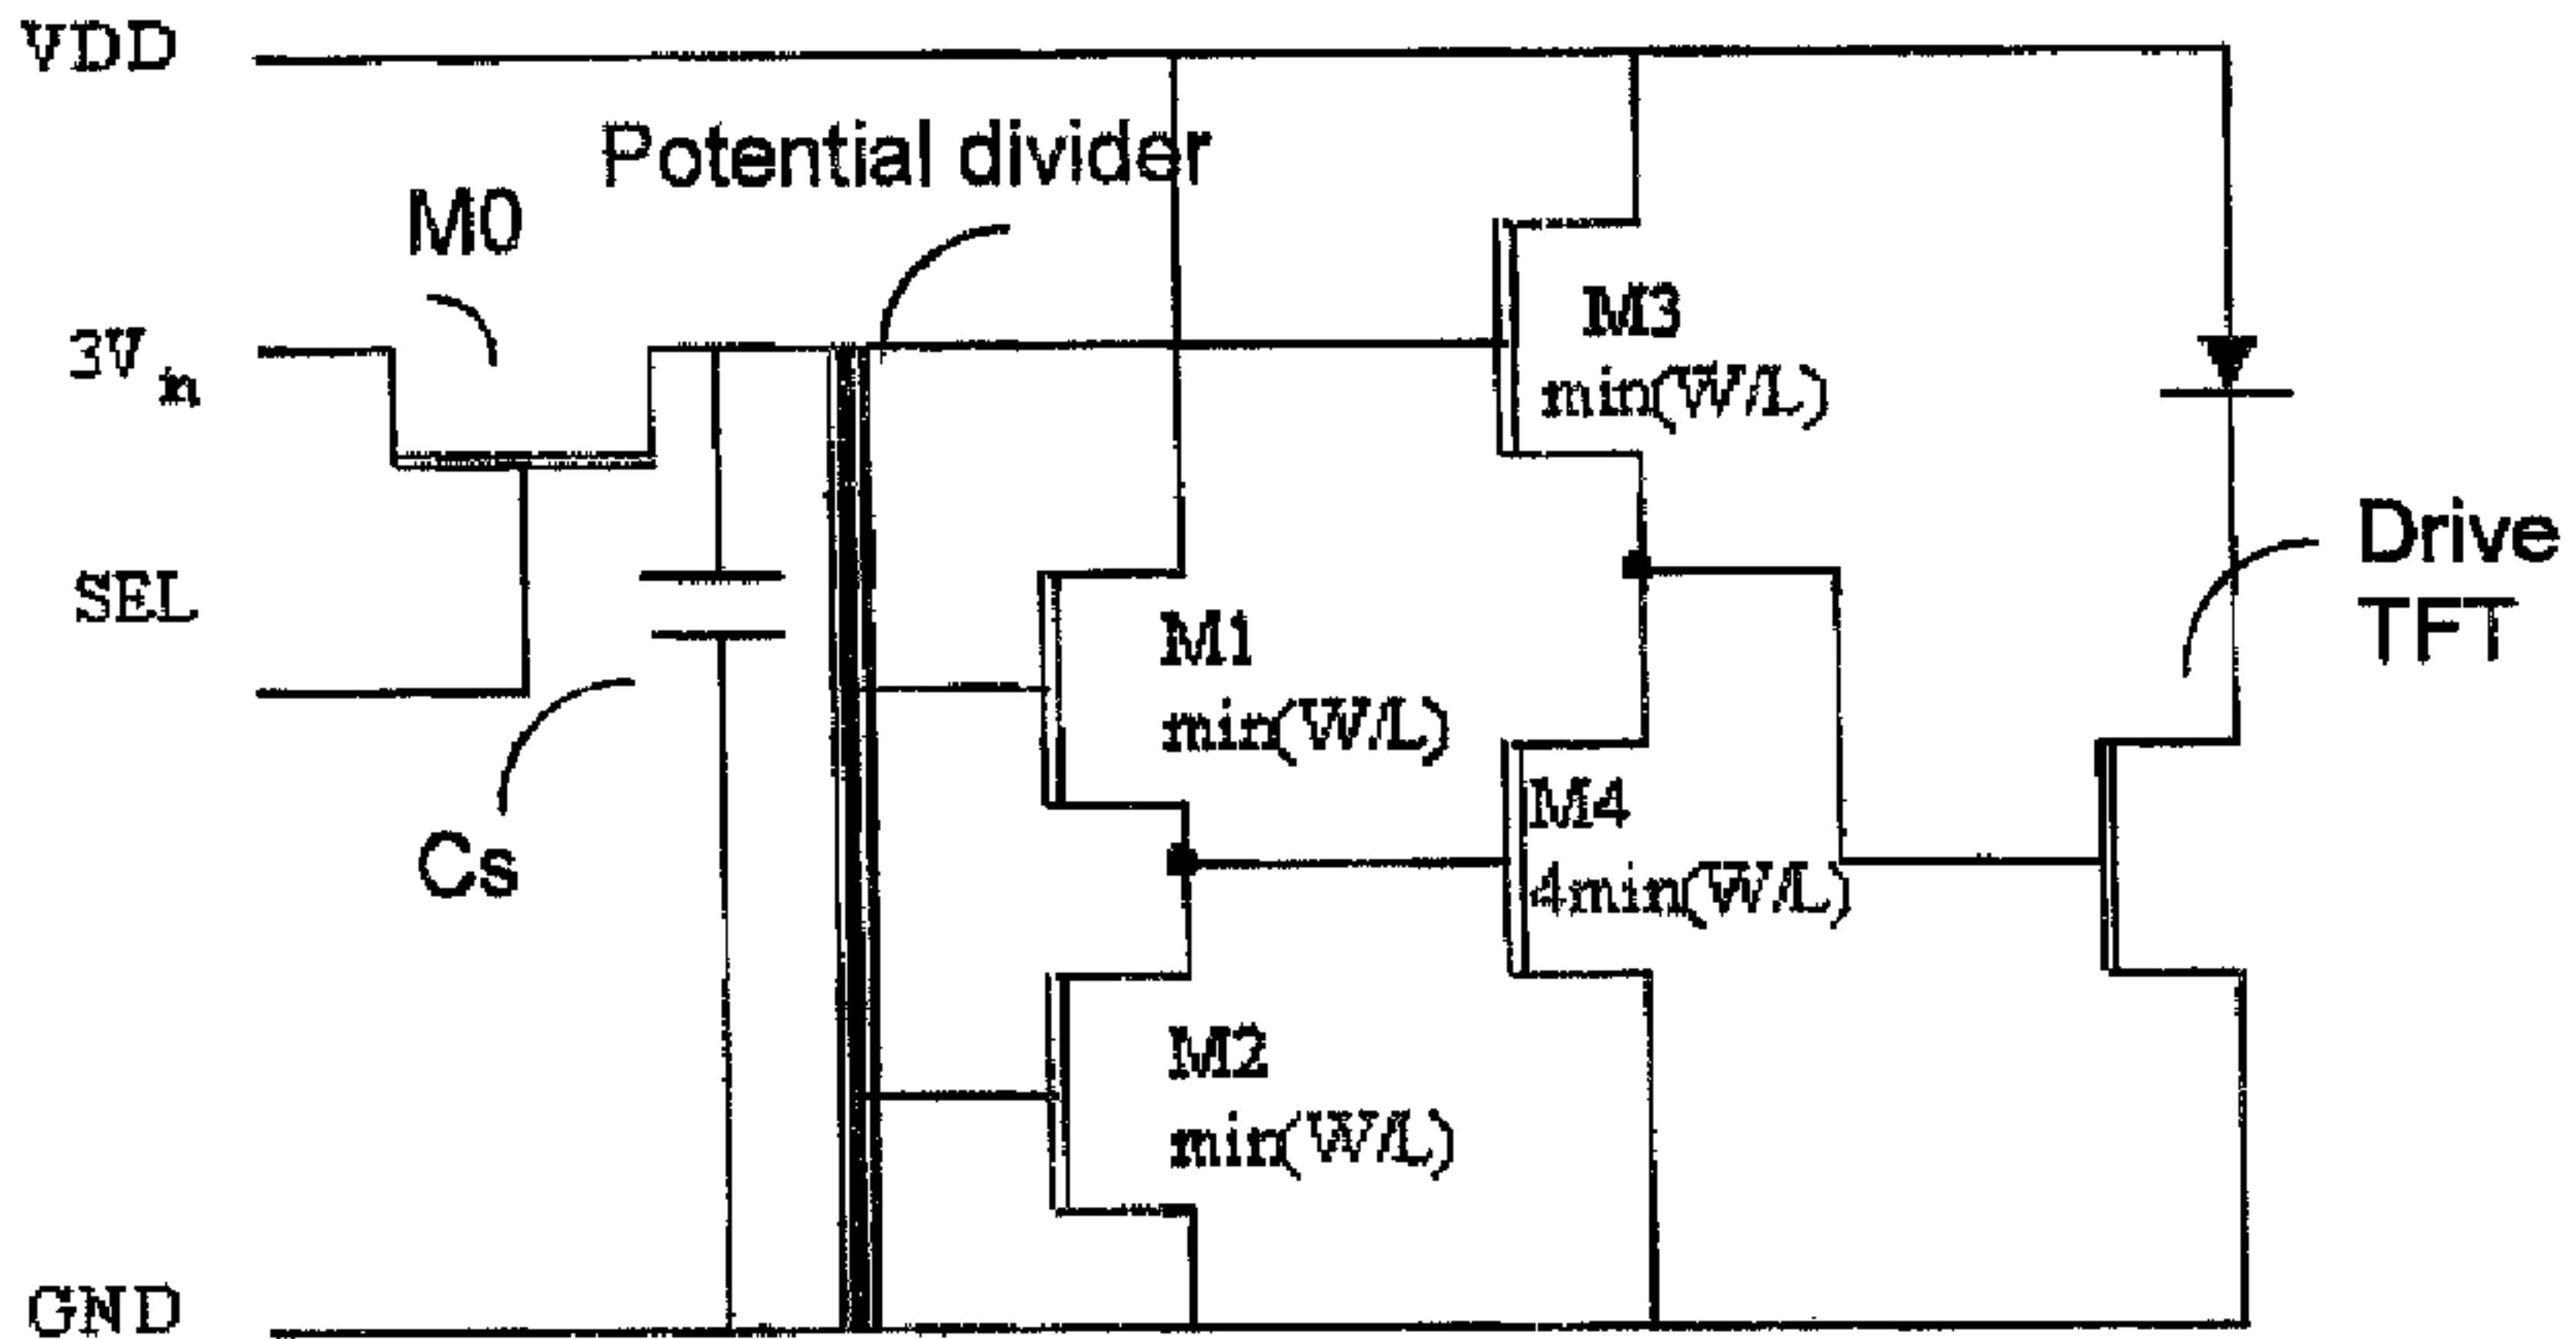 VDD
Potential divider
M0
3V in
M3
min(W/L)
SEL
Drive
TFT
M1
min(W/L)
M4
4min(W/L)
Cs
M2
min(W/L)
GND